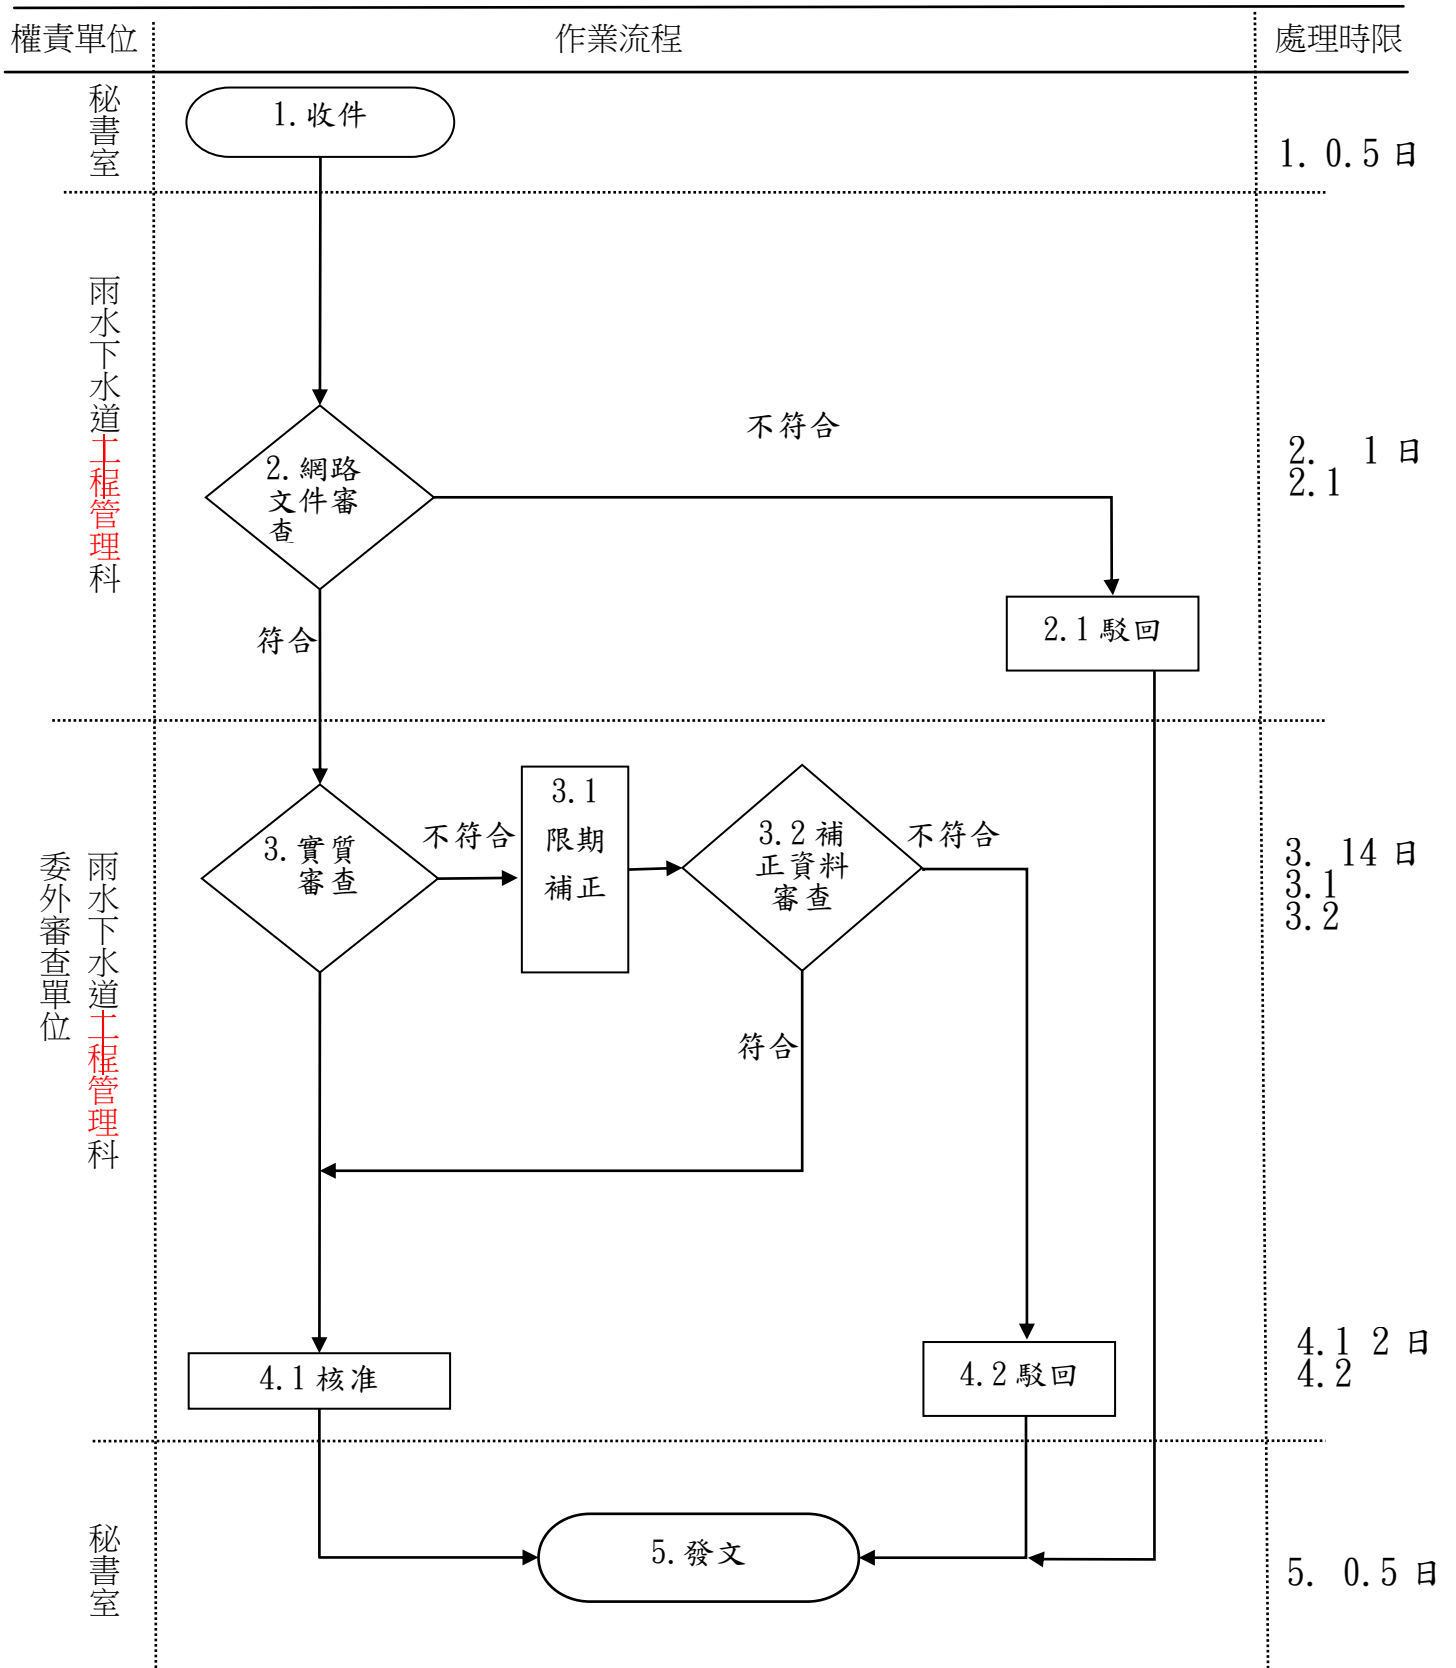 權責單位
作業流程
處理時限
秘書室
1.收件
1. 0.5日
雨水下水道工程管理科
2.網路
文件審
查
不符合
2. 1日
2.1
2.1駁回
符合
委外審查單位
雨水下水道工程管理科
3.實質
審查
不符合
3.1
限期
補正
3.2補
正資料
審查
不符合
3. 14日
3.1
3.2
符合
4.1核准
4.2駁回
4.1 2日
4.2
秘書室
5.發文
5. 0.5日